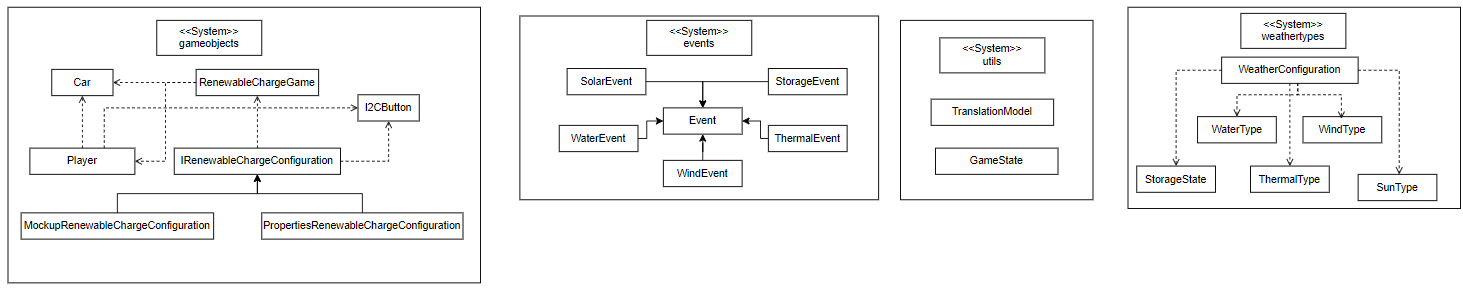 <<System>>
gameobjects
Car
RenewableChargeGame
I2CButton
Player
IRenewableChargeConfiguration
MockupRenewableChargeConfiguration
PropertiesRenewableChargeConfiguration
<<System>>
events
SolarEvent
StorageEvent
Event
WaterEvent
ThermalEvent
WindEvent
<<System>>
utils
TranslationModel
GameState
<<System>>
weathertypes
WeatherConfiguration
WaterType
WindType
StorageState
ThermalType
SunType